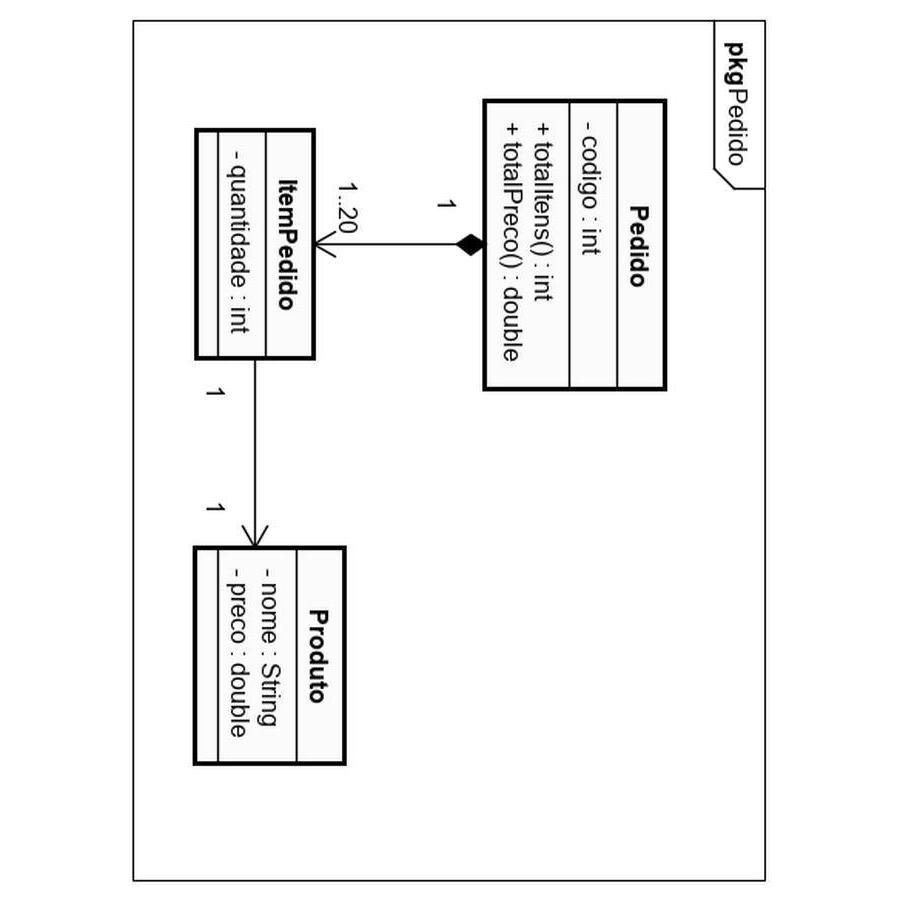 pkg Pedido
Pedido
- codigo : int
+ totalItens() : int
+ totalPreco() : double
1
1..20
ItemPedido
- quantidade : int
1
1
Produto
- nome : String
- preco : double